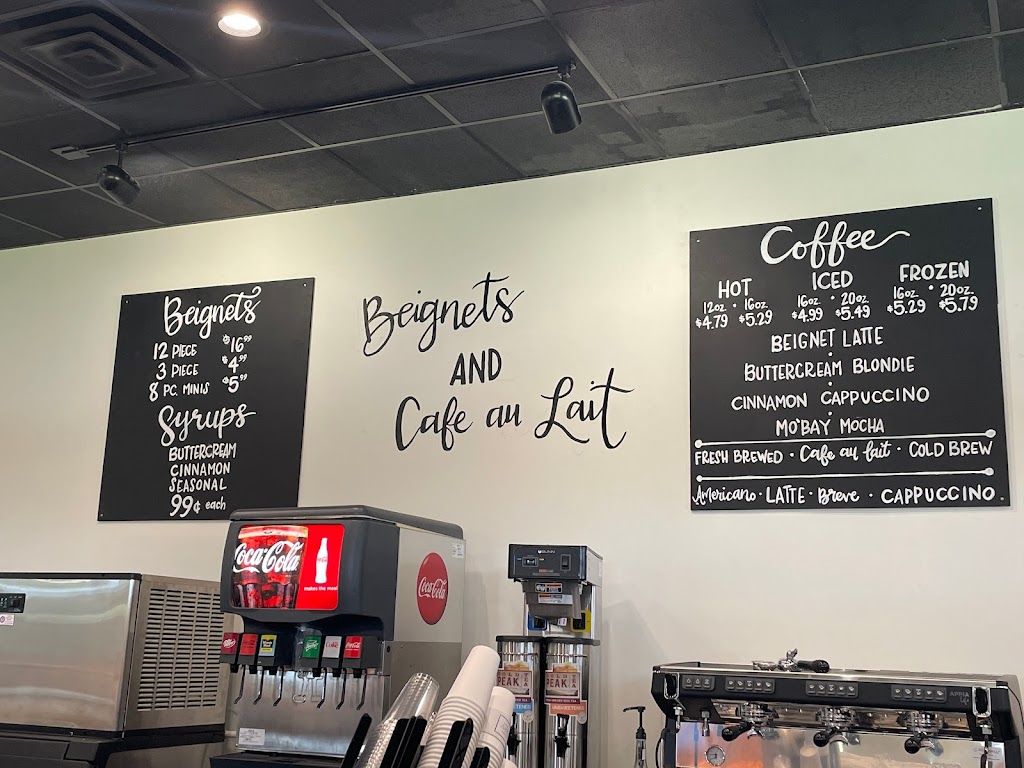 Beignets
12 PIECE $16.99
3 PIECE $4.99
8 PC. MINIS $5.99
Syrups
BUTTERCREAM
CINNAMON
SEASONAL
99¢ each
Beignets
AND
Cafe au Lait
Coffee
HOT ICED FROZEN
12oz • 16oz 16oz • 20oz 16oz • 20oz
$4.79 $5.29 $4.99 $5.49 $5.29 $5.79
BEIGNET LATTE
•
BUTTERCREAM BLONDIE
•
CINNAMON CAPPUCCINO
•
MO'BAY MOCHA
FRESH BREWED • Cafe au lait • COLD BREW
Americano • LATTE • Breve • CAPPUCCINO
Coca-Cola
Coca-Cola
BUNN
PEAK
PEAK
UNSWEETENED